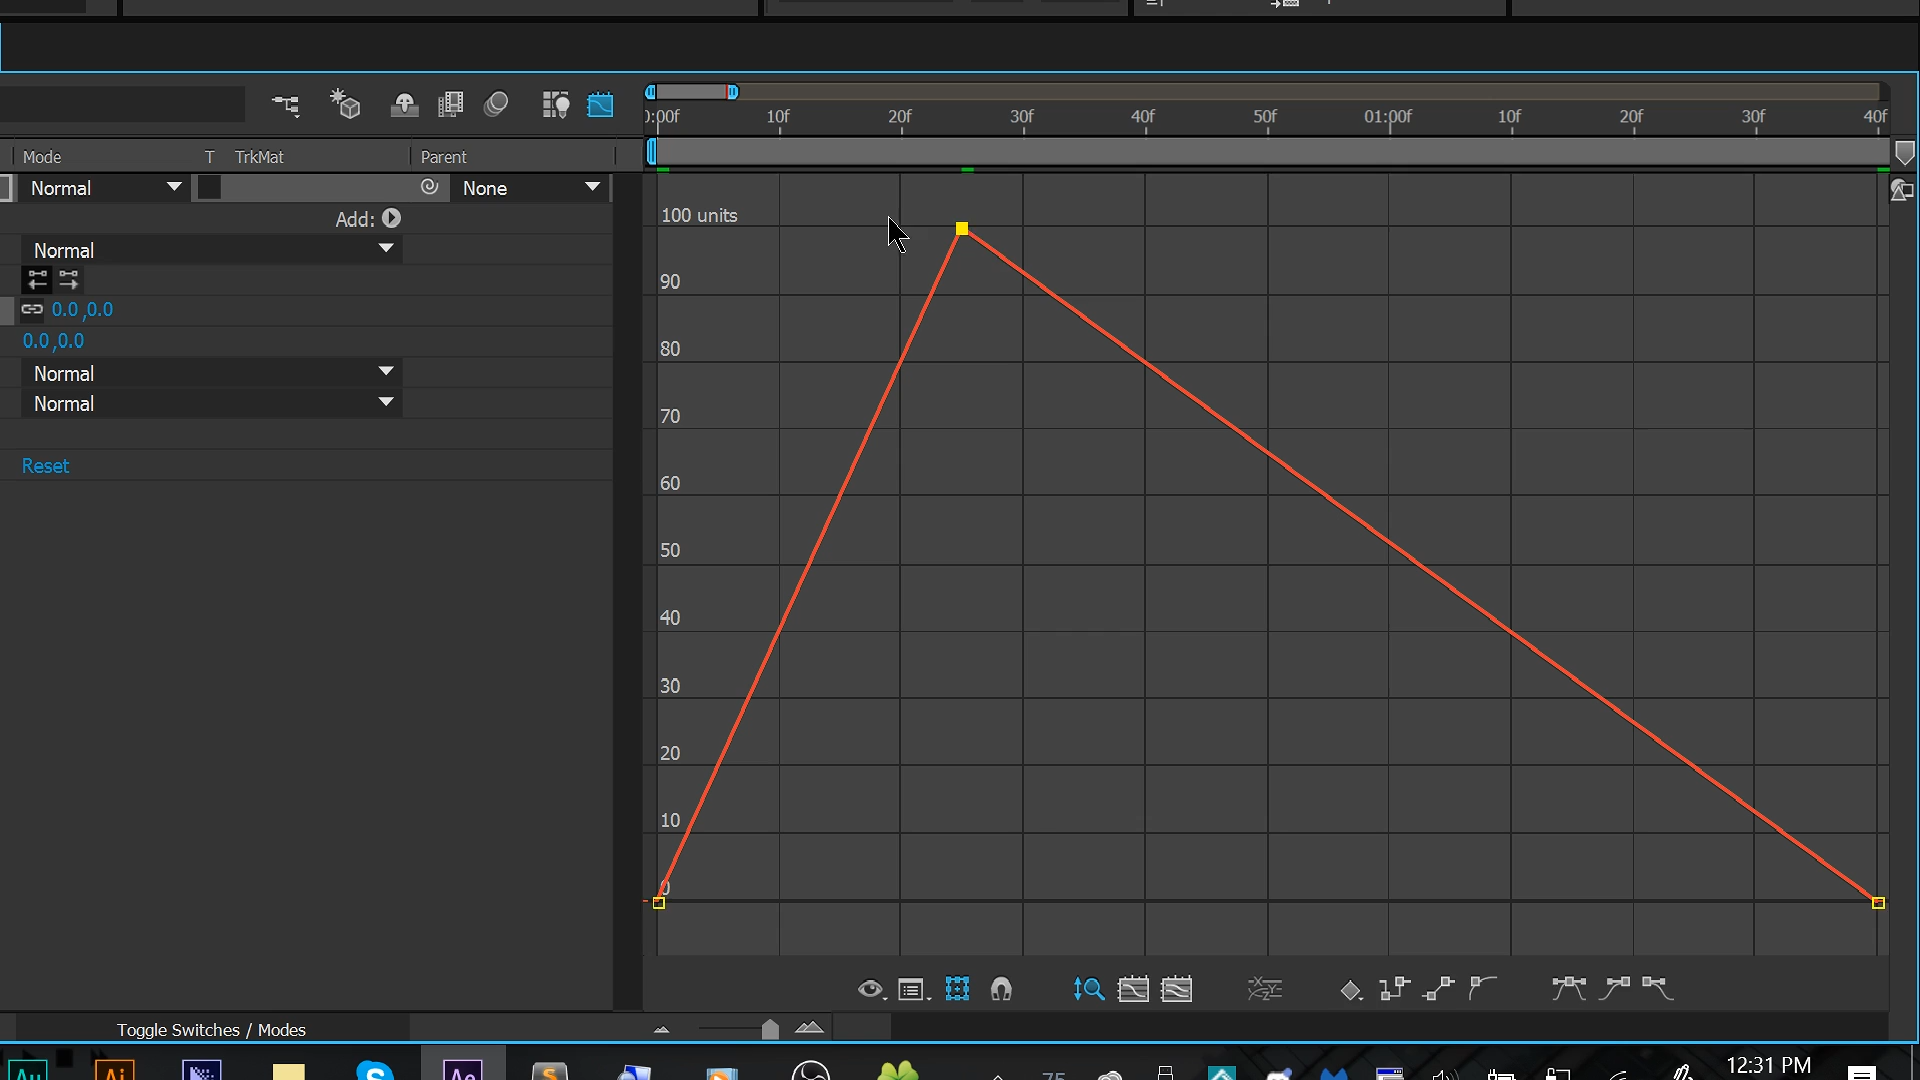 ):00f 10f 20f 30f 40f 50f 01:00f 10f 20f 30f 40f
Mode T TrkMat Parent
Normal None
Add:
Normal
0.0 ,0.0
0.0 ,0.0
Normal
Normal
Reset
100 units
90
80
70
60
50
40
30
20
10
0
Toggle Switches / Modes
Au Ai Ae S 75 12:31 PM